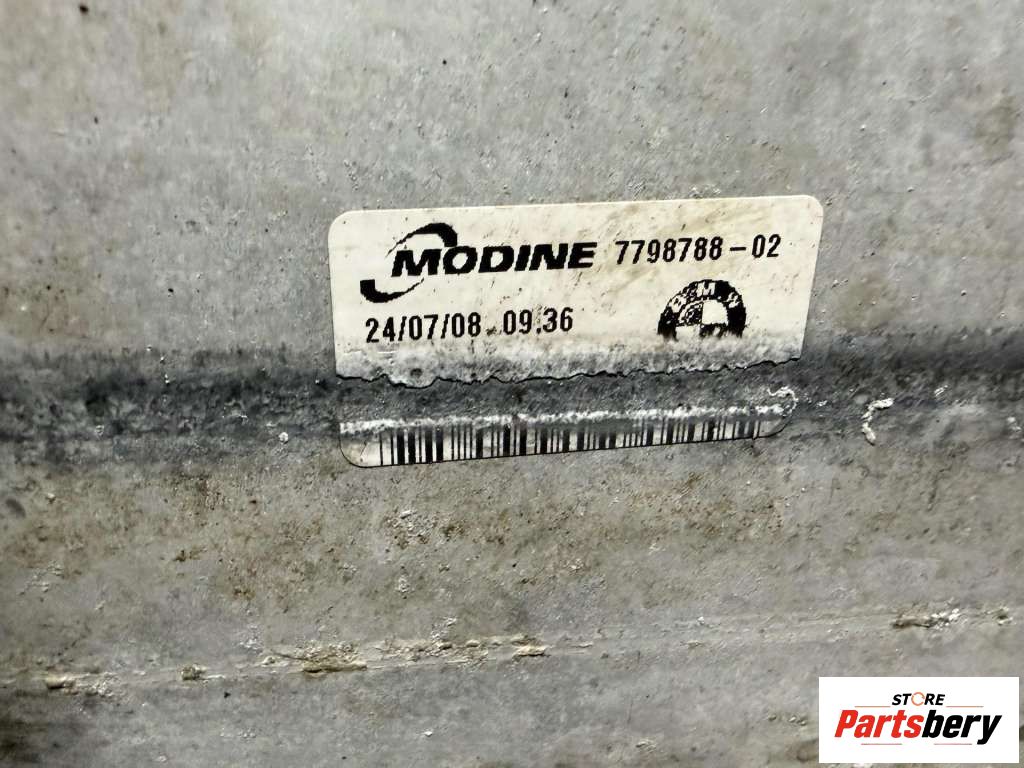 MODINE 7798788-02
24/07/08 09.36
BMW
STORE
Partsbery